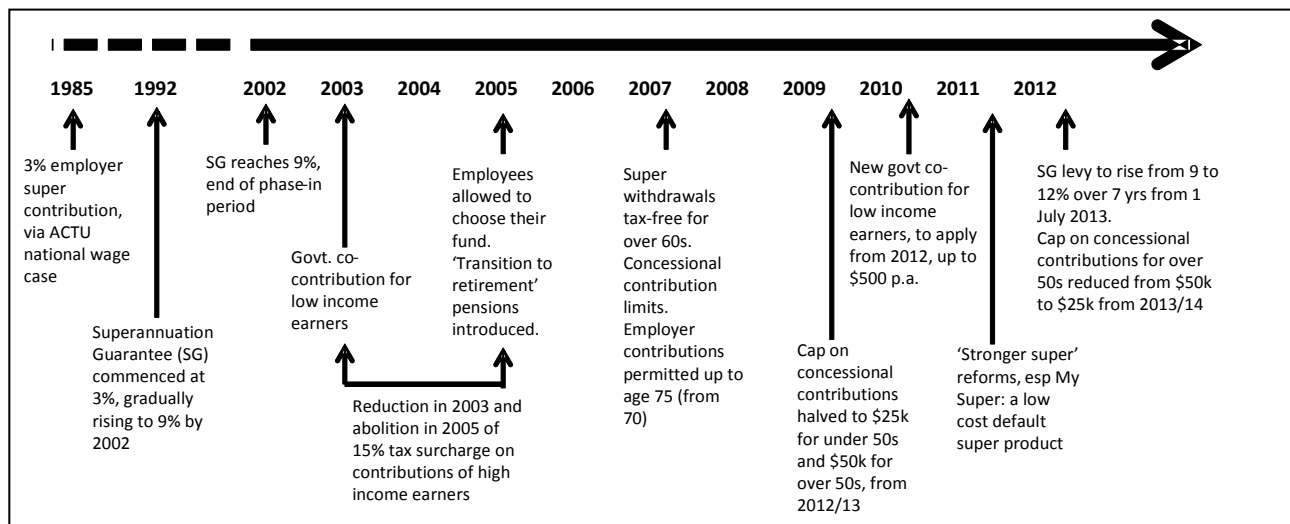 1985 1992 2002 2003 2004 2005 2006 2007 2008 2009 2010 2011 2012
3% employer
super
contribution,
via ACTU
national wage
case
Superannuation
Guarantee (SG)
commenced at
3%, gradually
rising to 9% by
2002
SG reaches 9%,
end of phase-in
period
Govt. co-
contribution for
low income
earners
Reduction in 2003 and
abolition in 2005 of
15% tax surcharge on
contributions of high
income earners
Employees
allowed to
choose their
fund.
‘Transition to
retirement’
pensions
introduced.
Super
withdrawals
tax-free for
over 60s.
Concessional
contribution
limits.
Employer
contributions
permitted up to
age 75 (from
70)
Cap on
concessional
contributions
halved to $25k
for under 50s
and $50k for
over 50s, from
2012/13
New govt co-
contribution for
low income
earners, to apply
from 2012, up to
$500 p.a.
‘Stronger super’
reforms, esp My
Super: a low
cost default
super product
SG levy to rise from 9 to
12% over 7 yrs from 1
July 2013.
Cap on concessional
contributions for over
50s reduced from $50k
to $25k from 2013/14